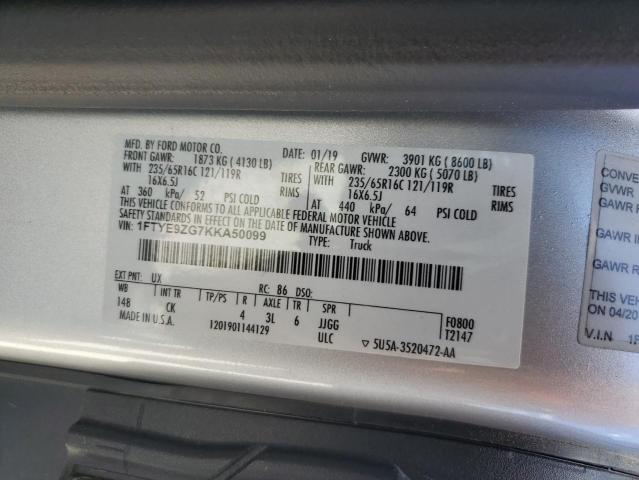 MFD. BY FORD MOTOR CO.
DATE: 01/19 GVWR: 3901 KG ( 8600 LB)
FRONT GAWR: 1873 KG ( 4130 LB)
REAR GAWR: 2300 KG ( 5070 LB)
WITH 235/65R16C 121/119R TIRES
WITH 235/65R16C 121/119R TIRES
16X6.5J RIMS
16X6.5J RIMS
AT 360 kPa/ 52 PSI COLD
AT 440 kPa/ 64 PSI COLD
THIS VEHICLE CONFORMS TO ALL APPLICABLE FEDERAL MOTOR VEHICLE
SAFETY STANDARDS IN EFFECT ON THE DATE OF MANUFACTURE SHOWN ABOVE.
VIN: 1FTYE9ZG7KKA50099
TYPE: Truck
EXT PNT: UX RC: 86 DSO:
WB INT TR TP/PS R AXLE TR SPR
148 CK 4 3L 6 JJGG
F0800
T2147
MADE IN U.S.A. 1201901144129 ULC
▽ 5U5A-3520472-AA
CONVE
GVWR
GAWR F
GAWR I
GAWR R
THIS VEH
ON 04/20
V.I.N 1F